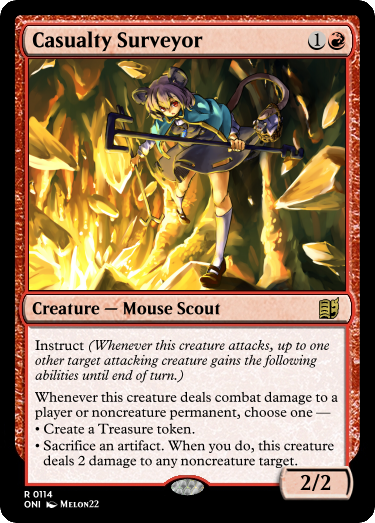 Casualty Surveyor 1
Creature — Mouse Scout
Instruct (Whenever this creature attacks, up to one
other target attacking creature gains the following
abilities until end of turn.)
Whenever this creature deals combat damage to a
player or noncreature permanent, choose one —
• Create a Treasure token.
• Sacrifice an artifact. When you do, this creature
deals 2 damage to any noncreature target.
2/2
R 0114
ONI Melon22